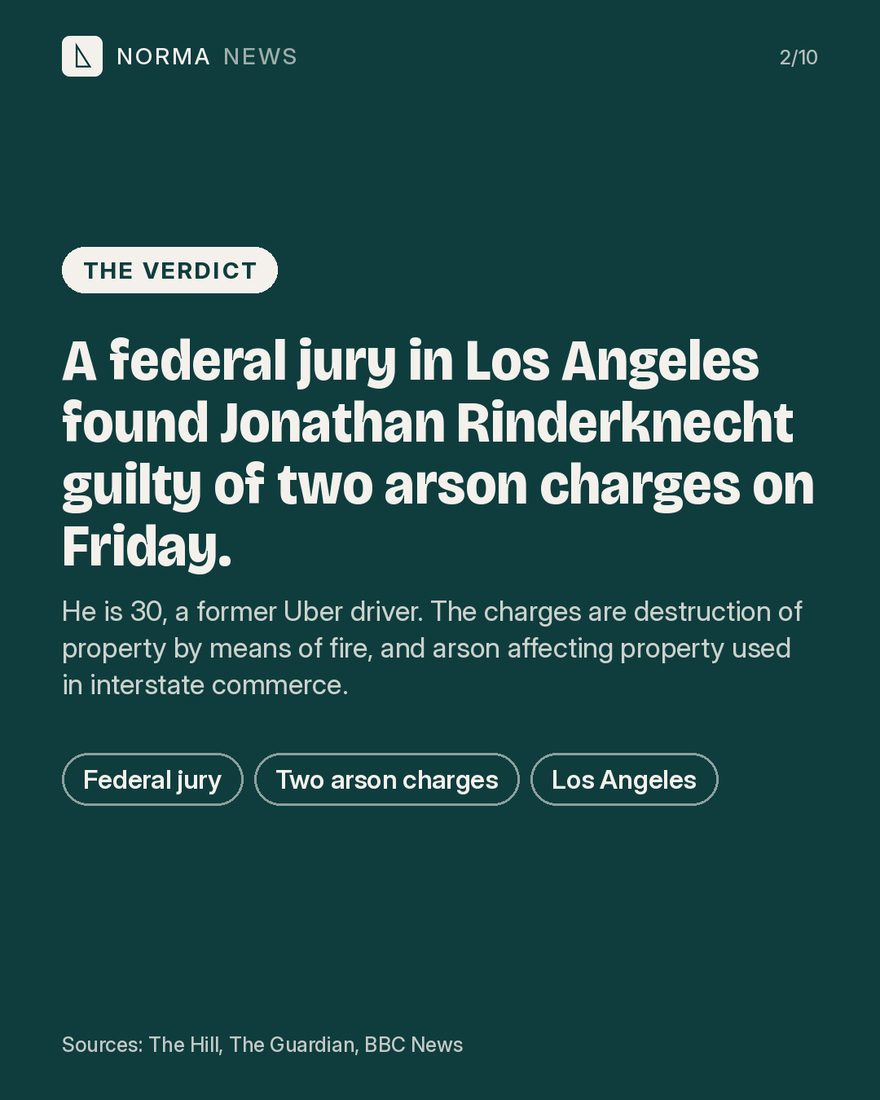 NORMA NEWS
2/10
THE VERDICT
A federal jury in Los Angeles
found Jonathan Rinderknecht
guilty of two arson charges on
Friday.
He is 30, a former Uber driver. The charges are destruction of
property by means of fire, and arson affecting property used
in interstate commerce.
Federal jury
Two arson charges
Los Angeles
Sources: The Hill, The Guardian, BBC News